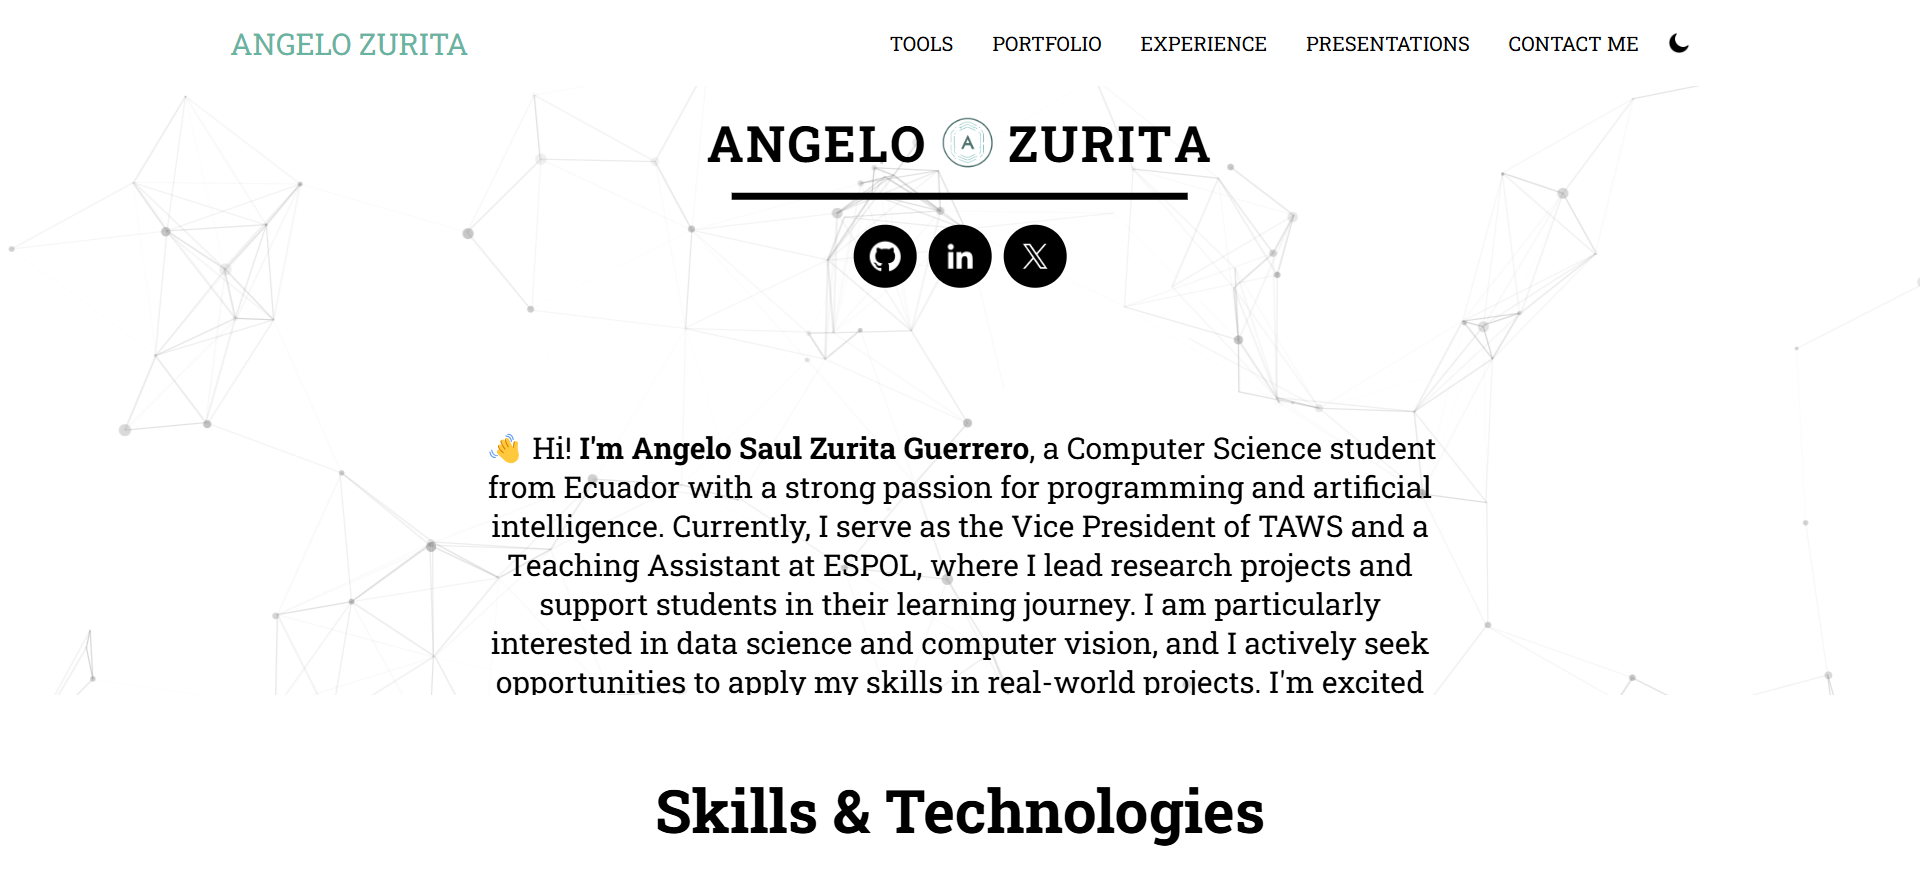 ANGELO ZURITA
TOOLS PORTFOLIO EXPERIENCE PRESENTATIONS CONTACT ME
ANGELO A ZURITA
in X
👋 Hi! I'm Angelo Saul Zurita Guerrero, a Computer Science student
from Ecuador with a strong passion for programming and artificial
intelligence. Currently, I serve as the Vice President of TAWS and a
Teaching Assistant at ESPOL, where I lead research projects and
support students in their learning journey. I am particularly
interested in data science and computer vision, and I actively seek
opportunities to apply my skills in real-world projects. I'm excited
Skills & Technologies